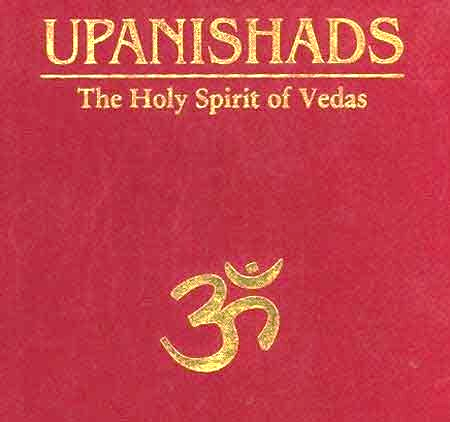 UPANISHADS
The Holy Spirit of Vedas
ॐ